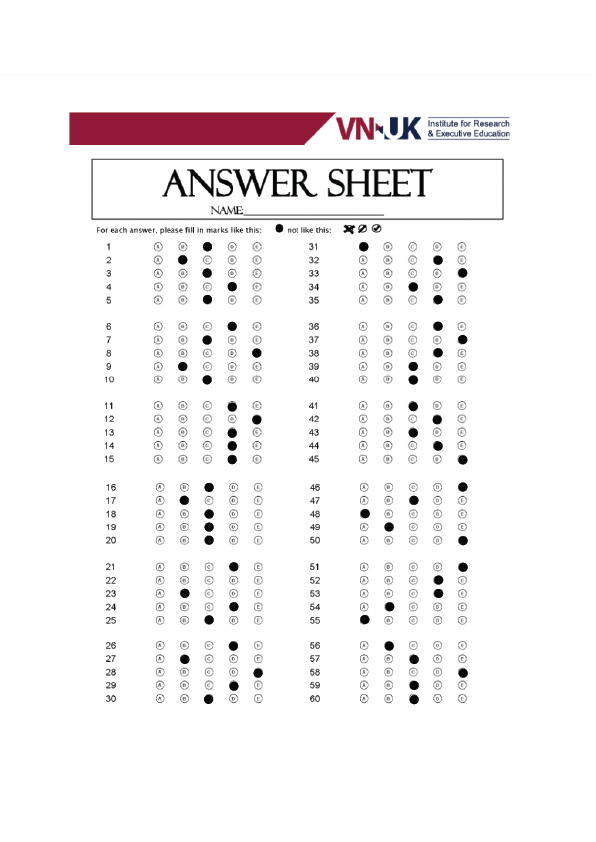 VN-UK Institute for Research
& Executive Education
ANSWER SHEET
NAME:
For each answer, please fill in marks like this: not like this:
1 A B D E 31 B C D E
2 A C D E 32 A B C E
3 A B D E 33 A B C D
4 A B C E 34 A B D E
5 A B D E 35 A B C E
6 A B C E 36 A B C E
7 A B D E 37 A B C D
8 A B C D 38 A B C E
9 A C D E 39 A B D E
10 A B D E 40 A B D E
11 A B C E 41 A B D E
12 A B C D 42 A B C E
13 A B C E 43 A B D E
14 A B C E 44 A B C E
15 A B C E 45 A B C D
16 A B D E 46 A B C D
17 A C D E 47 A B D E
18 A B D E 48 B C D E
19 A B D E 49 A C D E
20 A B D E 50 A B C D
21 A B C E 51 A B C D
22 A B C D E 52 A B C E
23 A C D E 53 A B C E
24 A B C E 54 A C D E
25 A B D E 55 B C D E
26 A B C E 56 A C D E
27 A C D E 57 A B D E
28 A B C D 58 A B C D
29 A B C E 59 A B D E
30 A B D E 60 A B D E